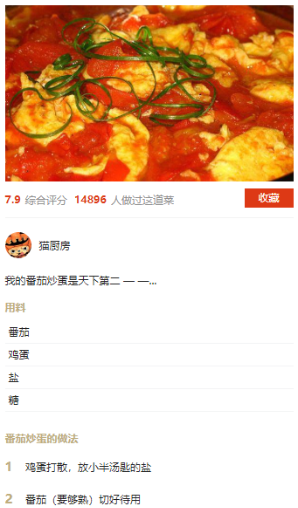 7.9 综合评分 14896 人做过这道菜 收藏
猫厨房
我的番茄炒蛋是天下第二 — —...
用料
番茄
鸡蛋
盐
糖
番茄炒蛋的做法
1 鸡蛋打散，放小半汤匙的盐
2 番茄（要够熟）切好待用